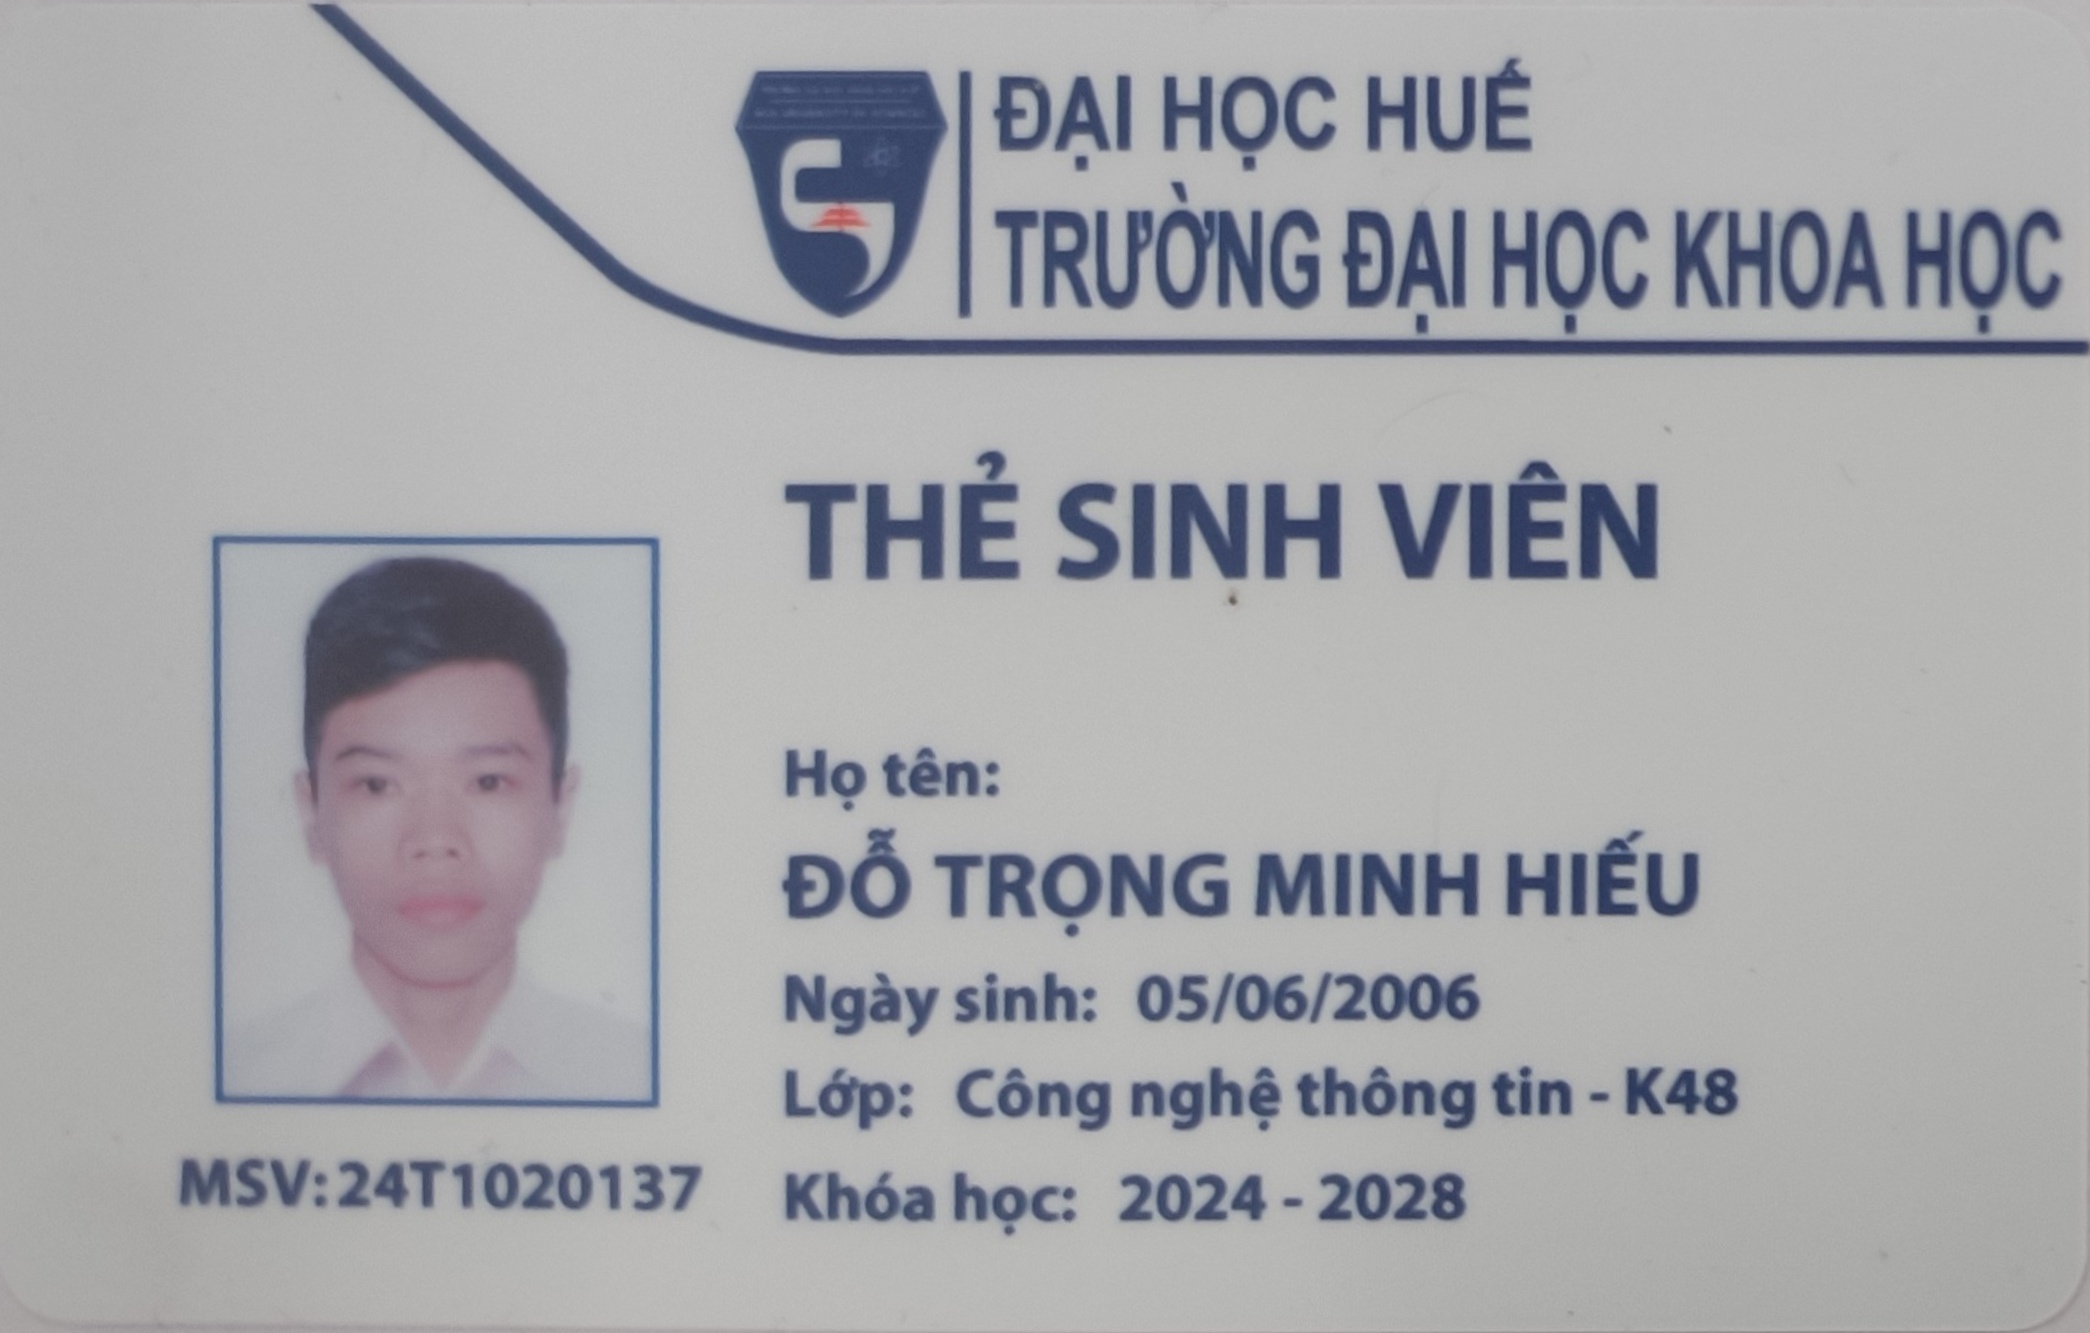 ĐẠI HỌC HUẾ
TRƯỜNG ĐẠI HỌC KHOA HỌC
THẺ SINH VIÊN
Họ tên:
ĐỖ TRỌNG MINH HIẾU
Ngày sinh: 05/06/2006
Lớp: Công nghệ thông tin - K48
Khóa học: 2024 - 2028
MSV: 24T1020137